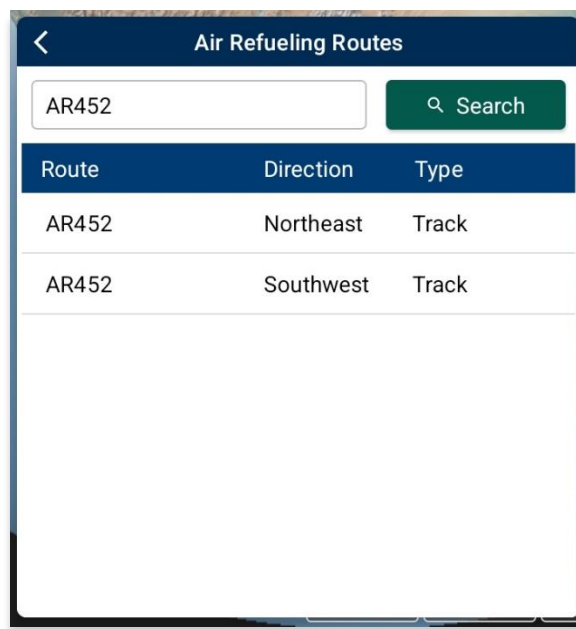 Air Refueling Routes
AR452 Search
Route Direction Type
AR452 Northeast Track
AR452 Southwest Track